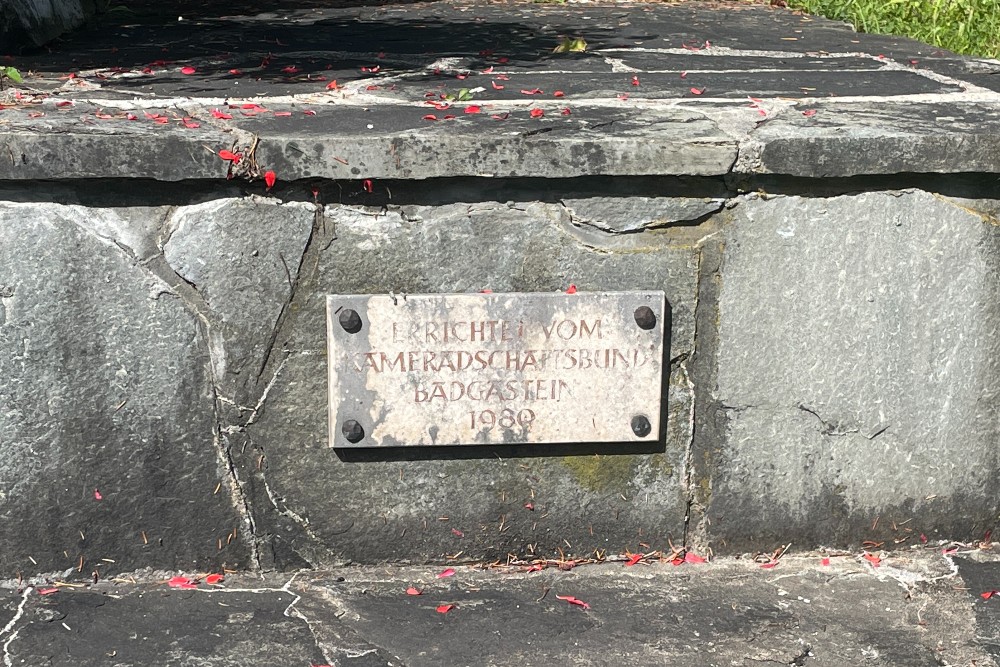 ERRICHTET VOM
KAMERADSCHAFTSBUND
BADGASTEIN
1980